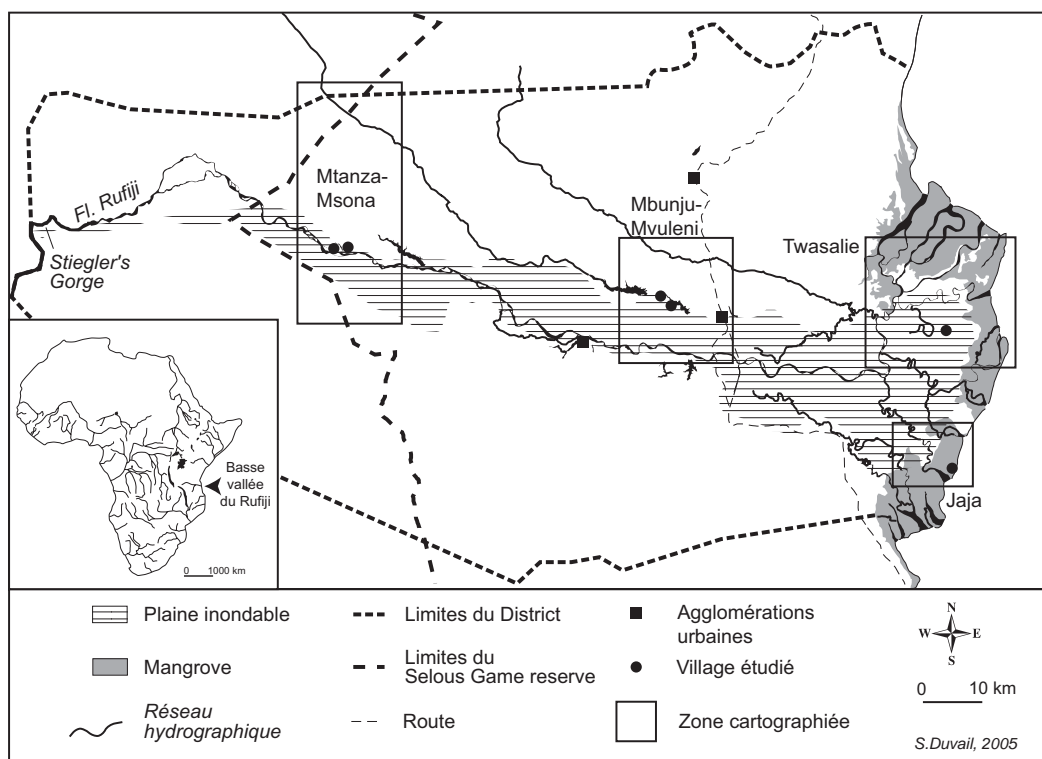 Mtanza-
Msona
Mbunju-
Mvuleni
Twasalie
Fl. Rufiji
Stiegler's
Gorge
Basse
vallée
du Rufiji
Jaja
0 1000 km
Plaine inondable
Limites du District
Agglomérations
urbaines
Mangrove
Limites du
Selous Game reserve
Village étudié
Réseau
hydrographique
Route
Zone cartographiée
N
W E
S
0 10 km
S.Duvail, 2005